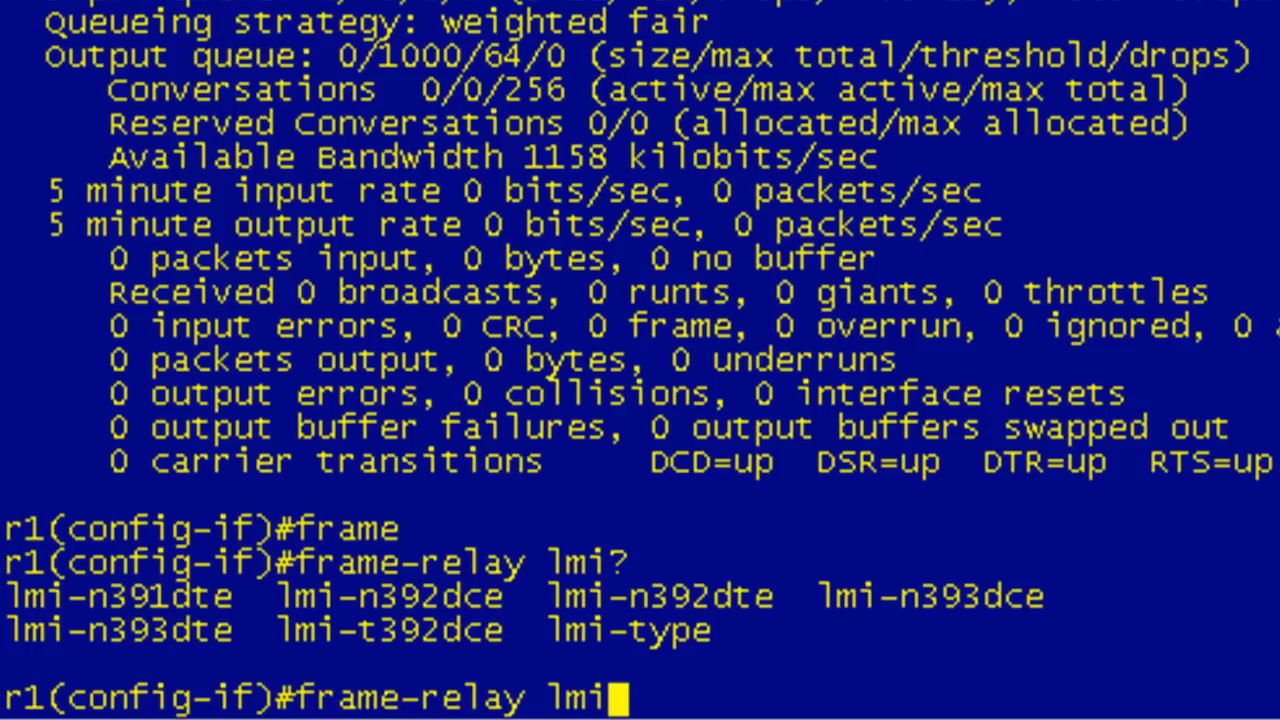 Queueing strategy: weighted fair
Output queue: 0/1000/64/0 (size/max total/threshold/drops)
Conversations  0/0/256 (active/max active/max total)
Reserved Conversations 0/0 (allocated/max allocated)
Available Bandwidth 1158 kilobits/sec
5 minute input rate 0 bits/sec, 0 packets/sec
5 minute output rate 0 bits/sec, 0 packets/sec
0 packets input, 0 bytes, 0 no buffer
Received 0 broadcasts, 0 runts, 0 giants, 0 throttles
0 input errors, 0 CRC, 0 frame, 0 overrun, 0 ignored, 0
0 packets output, 0 bytes, 0 underruns
0 output errors, 0 collisions, 0 interface resets
0 output buffer failures, 0 output buffers swapped out
0 carrier transitions     DCD=up  DSR=up  DTR=up  RTS=up
r1(config-if)#frame
r1(config-if)#frame-relay lmi?
lmi-n391dte  lmi-n392dce  lmi-n392dte  lmi-n393dce
lmi-n393dte  lmi-t392dce  lmi-type
r1(config-if)#frame-relay lmi